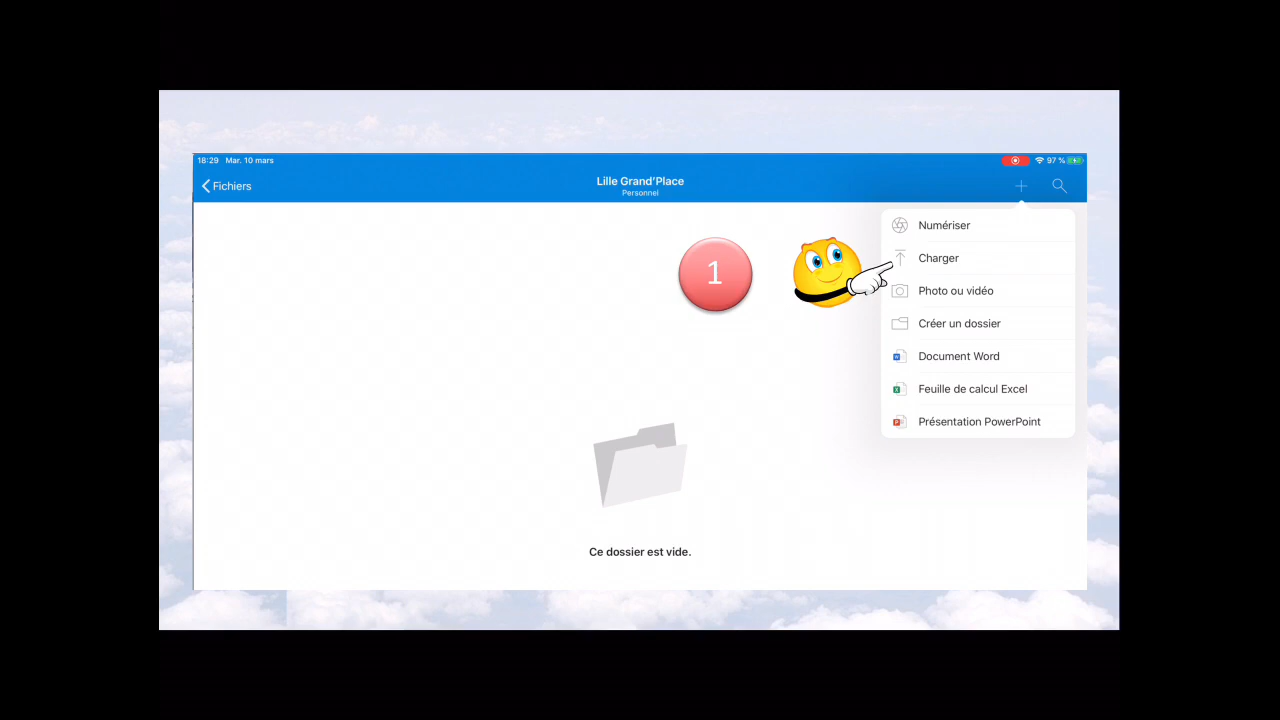 18:29 Mar. 10 mars
97 %
Fichiers
Lille Grand'Place
Personnel
Numériser
1
Charger
Photo ou vidéo
Créer un dossier
Document Word
Feuille de calcul Excel
Présentation PowerPoint
Ce dossier est vide.